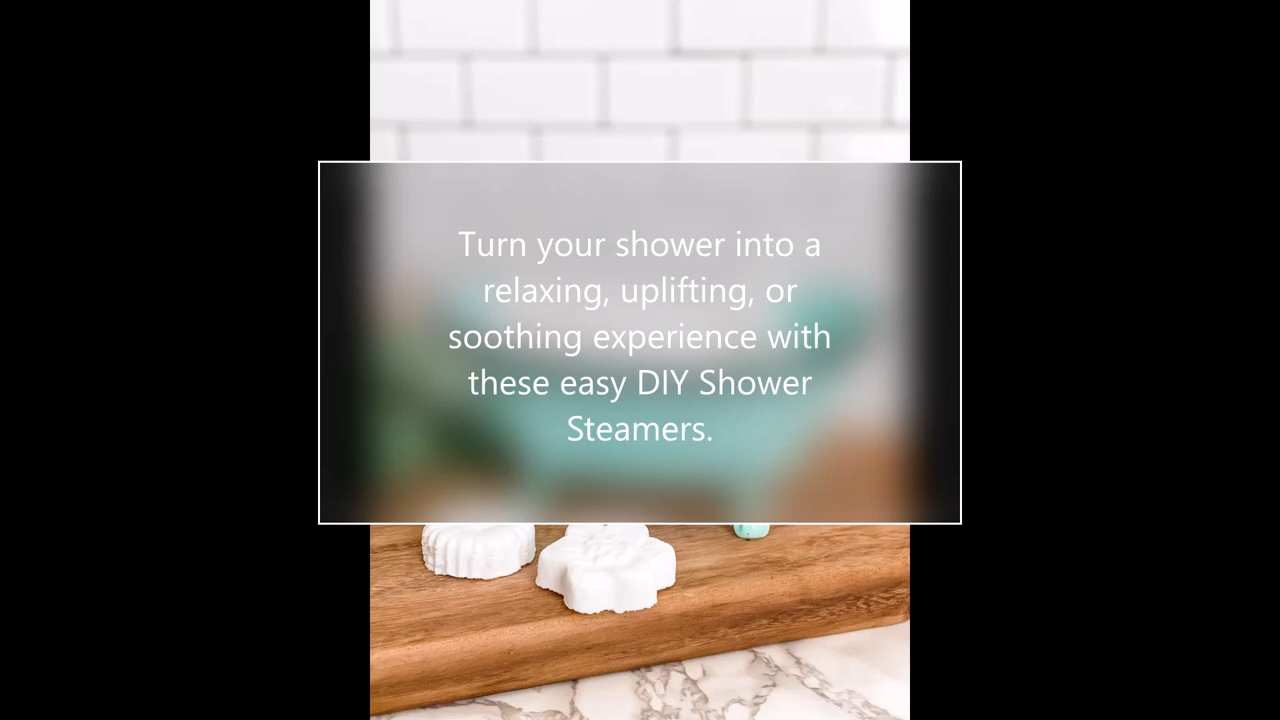 Turn your shower into a
relaxing, uplifting, or
soothing experience with
these easy DIY Shower
Steamers.